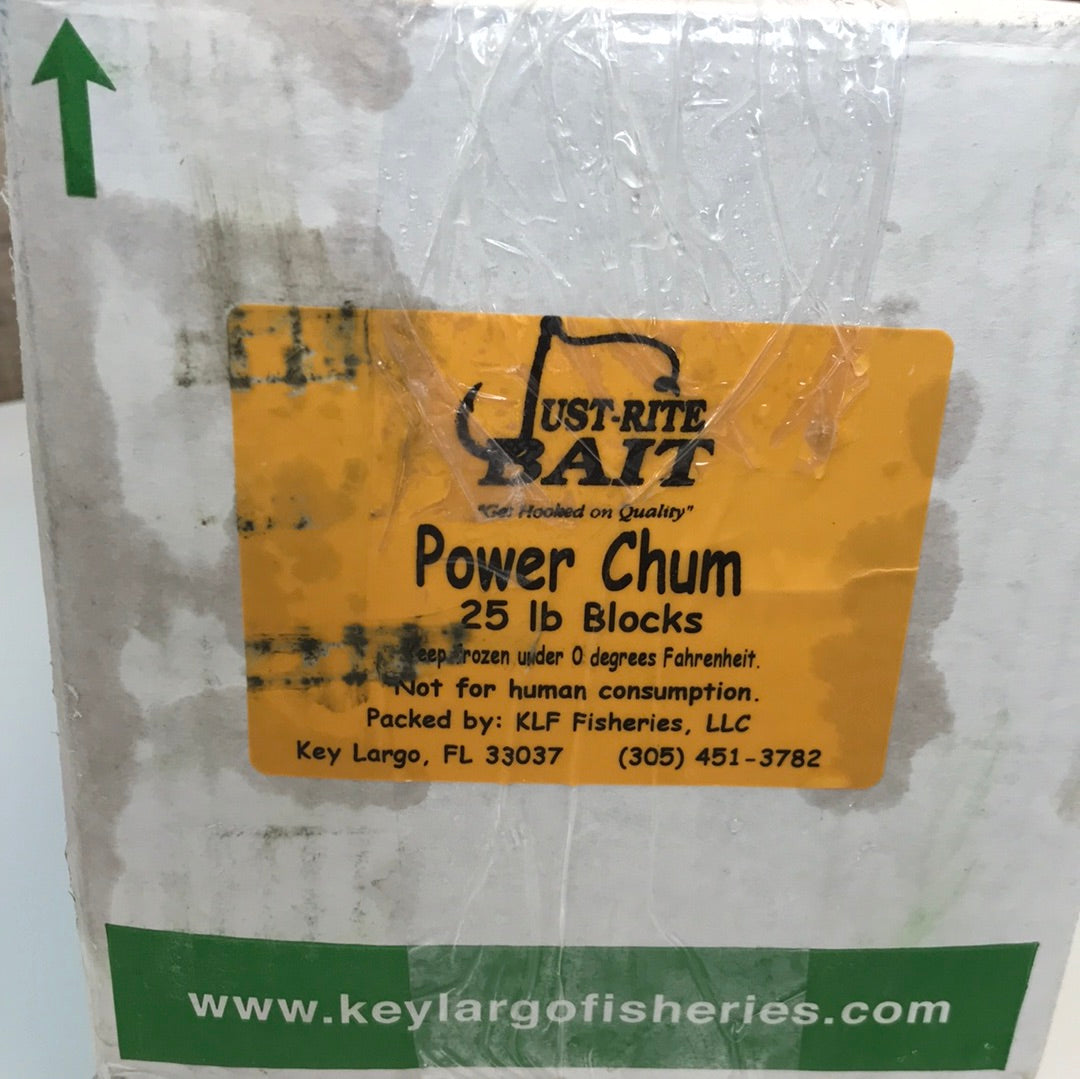 JUST-RITE
BAIT
"Get Hooked on Quality"
Power Chum
25 lb Blocks
Keep frozen under 0 degrees Fahrenheit.
Not for human consumption.
Packed by: KLF Fisheries, LLC
Key Largo, FL 33037 (305) 451-3782
www.keylargofisheries.com